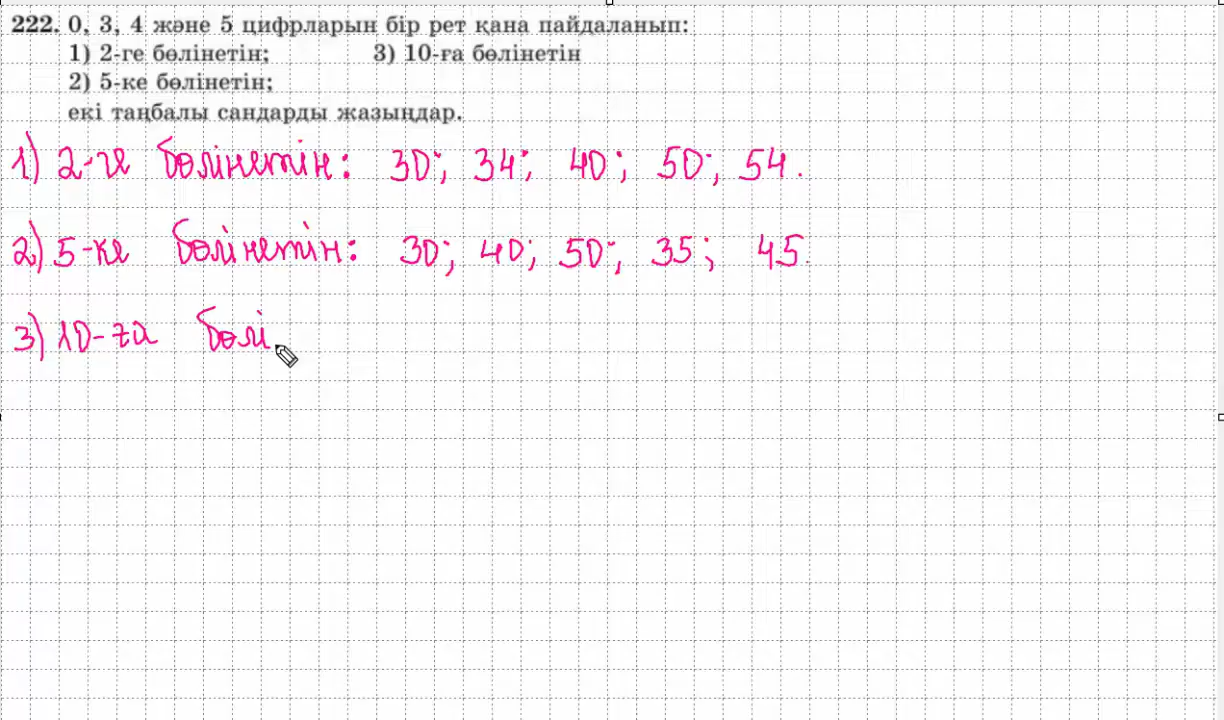 222. 0, 3, 4 және 5 цифрларын бір рет қана пайдаланып:
1) 2-ге бөлінетін; 3) 10-ға бөлінетін
2) 5-ке бөлінетін;
екі таңбалы сандарды жазыңдар.
1) 2-ге бөлінетін: 30; 34; 40; 50; 54.
2) 5-ке бөлінетін: 30; 40; 50; 35; 45.
3) 10-ға бөлі